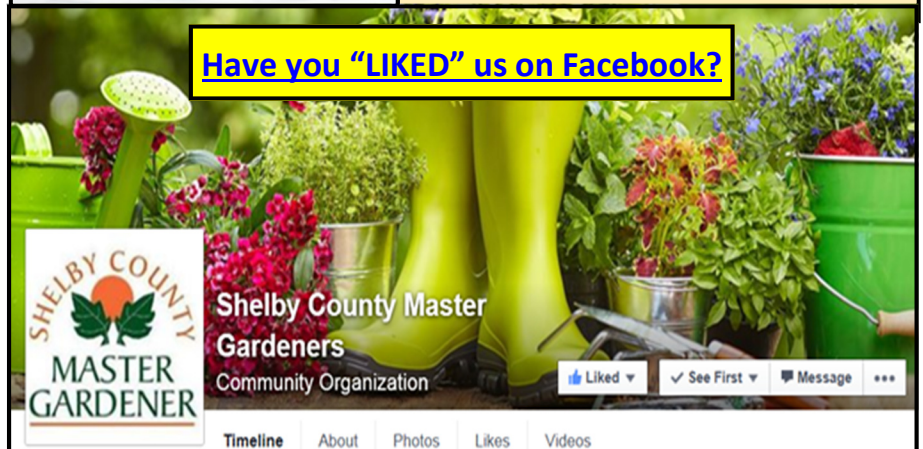 Have you “LIKED” us on Facebook?
SHELBY COUNTY
MASTER
GARDENER
Shelby County Master
Gardeners
Community Organization
Liked
See First
Message
Timeline About Photos Likes Videos